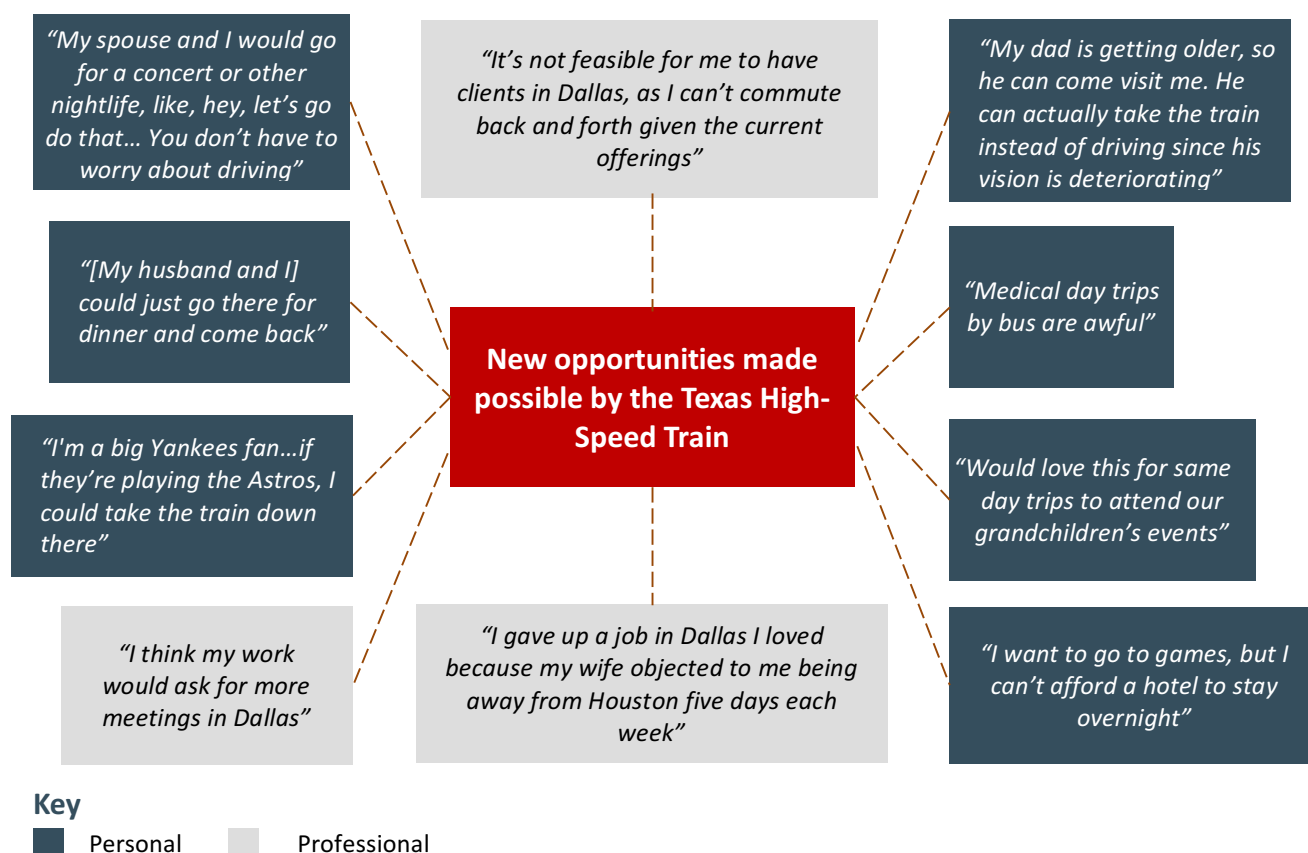 “My spouse and I would go
for a concert or other
nightlife, like, hey, let’s go
do that… You don’t have to
worry about driving”
“It’s not feasible for me to have
clients in Dallas, as I can’t commute
back and forth given the current
offerings”
“My dad is getting older, so
he can come visit me. He
can actually take the train
instead of driving since his
vision is deteriorating”
“[My husband and I]
could just go there for
dinner and come back”
“Medical day trips
by bus are awful”
New opportunities made
possible by the Texas High-
Speed Train
“I'm a big Yankees fan…if
they’re playing the Astros, I
could take the train down
there”
“Would love this for same
day trips to attend our
grandchildren’s events”
“I think my work
would ask for more
meetings in Dallas”
“I gave up a job in Dallas I loved
because my wife objected to me being
away from Houston five days each
week”
“I want to go to games, but I
can’t afford a hotel to stay
overnight”
Key
Personal Professional